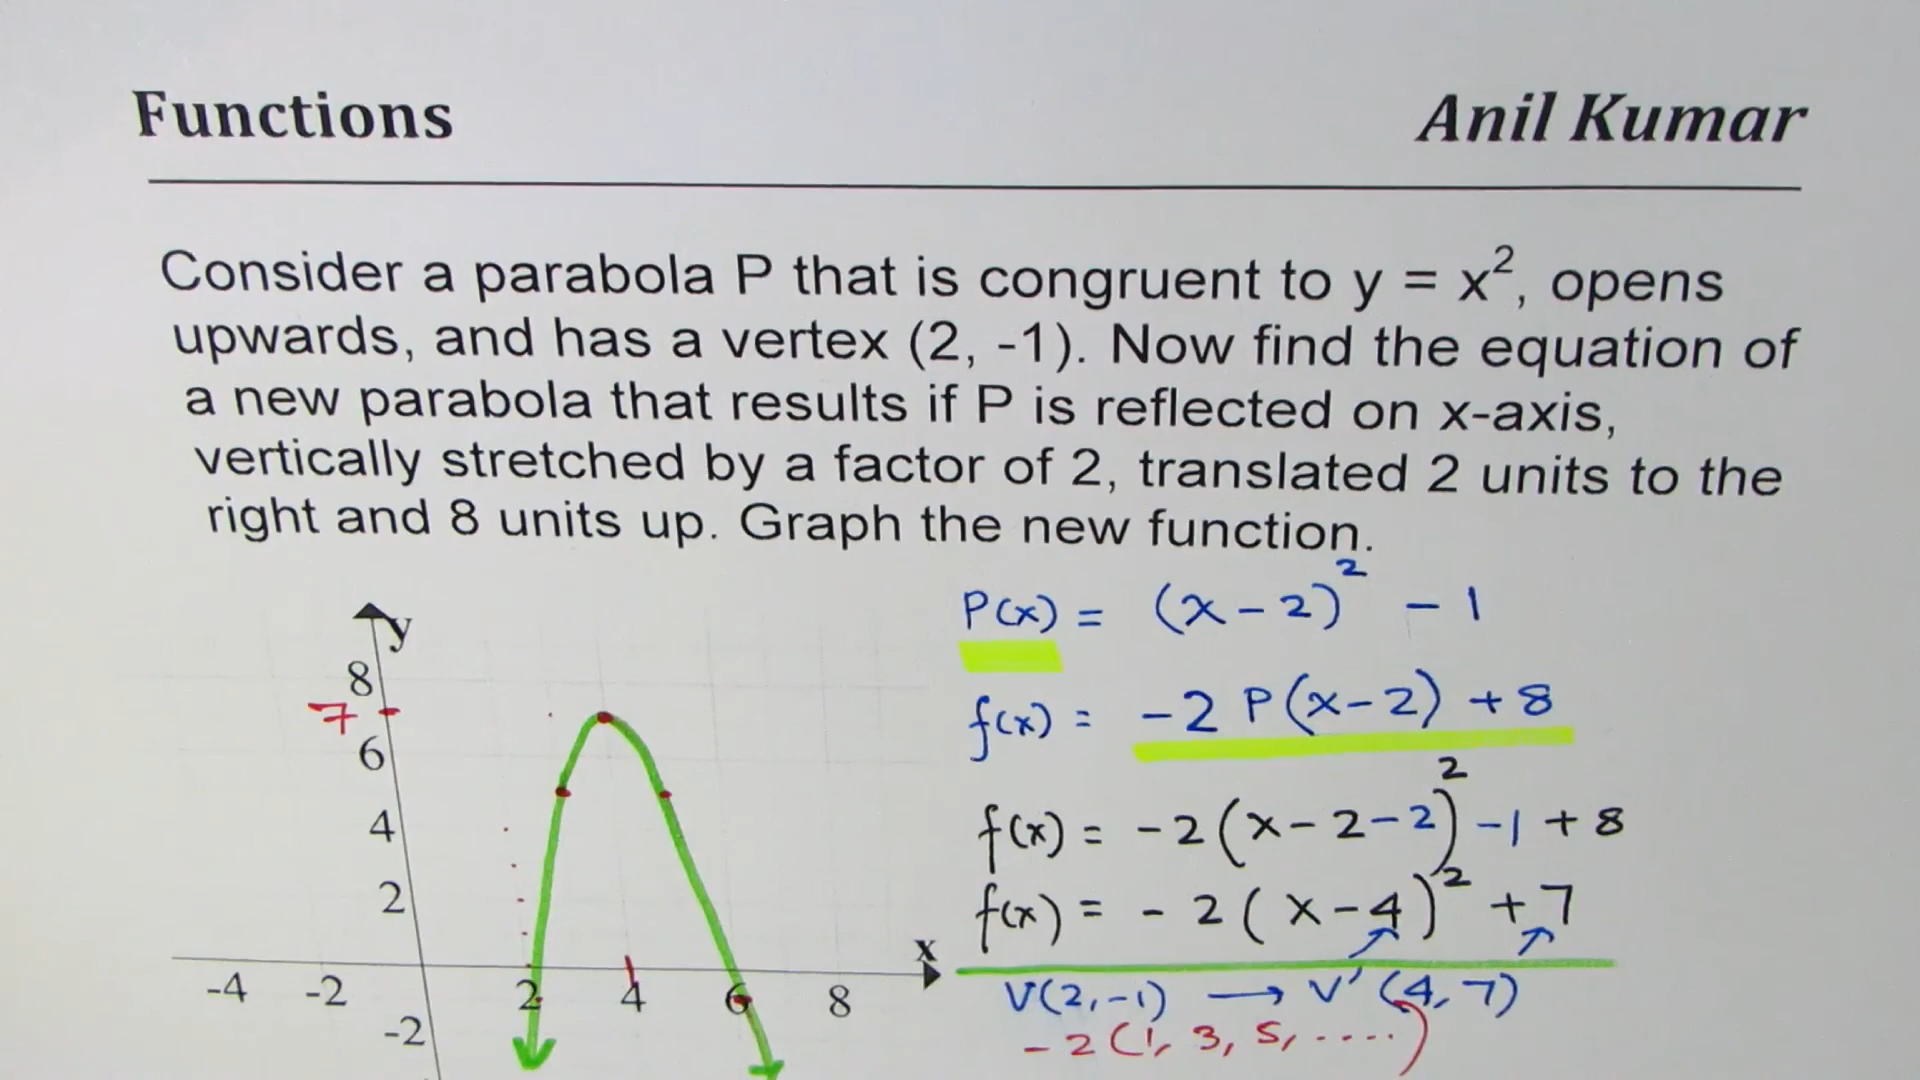 Functions
Anil Kumar
Consider a parabola P that is congruent to y = x², opens
upwards, and has a vertex (2, -1). Now find the equation of
a new parabola that results if P is reflected on x-axis,
vertically stretched by a factor of 2, translated 2 units to the
right and 8 units up. Graph the new function.
P(x) = (x-2)² - 1
f(x) = -2 P(x-2) + 8
f(x) = -2(x-2-2)² -1 + 8
f(x) = -2(x-4)² + 7
V(2,-1) → V'(4,7)
-2(1, 3, 5, .....)
y
8
7
6
4
2
x
-4 -2 2 4 6 8
-2